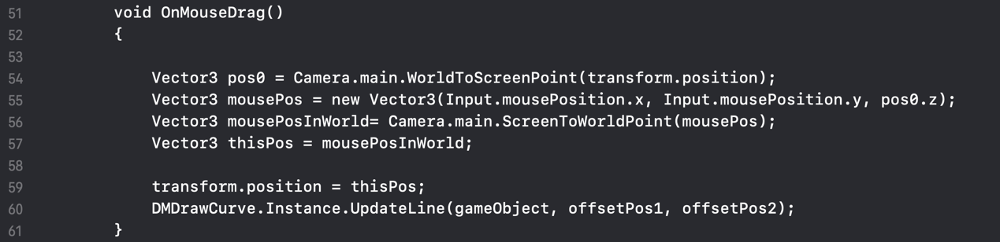 51 void OnMouseDrag()
52 {
53
54 Vector3 pos0 = Camera.main.WorldToScreenPoint(transform.position);
55 Vector3 mousePos = new Vector3(Input.mousePosition.x, Input.mousePosition.y, pos0.z);
56 Vector3 mousePosInWorld= Camera.main.ScreenToWorldPoint(mousePos);
57 Vector3 thisPos = mousePosInWorld;
58
59 transform.position = thisPos;
60 DMDrawCurve.Instance.UpdateLine(gameObject, offsetPos1, offsetPos2);
61 }